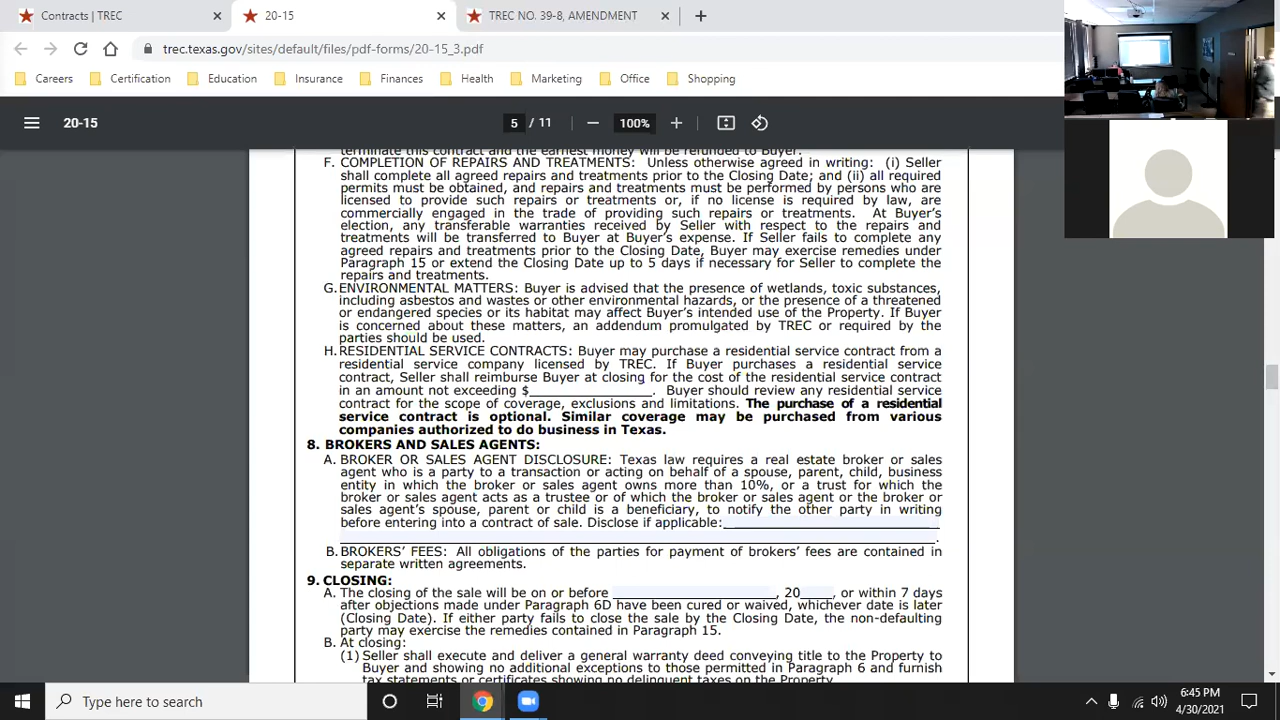 Contracts | TREC
20-15
TREC NO. 39-8, AMENDMENT
trec.texas.gov/sites/default/files/pdf-forms/20-15_3.pdf
Careers Certification Education Insurance Finances Health Marketing Office Shopping
20-15 5 / 11 100%
terminate this contract and the earnest money will be refunded to Buyer.
F. COMPLETION OF REPAIRS AND TREATMENTS: Unless otherwise agreed in writing: (i) Seller
shall complete all agreed repairs and treatments prior to the Closing Date; and (ii) all required
permits must be obtained, and repairs and treatments must be performed by persons who are
licensed to provide such repairs or treatments or, if no license is required by law, are
commercially engaged in the trade of providing such repairs or treatments. At Buyer's
election, any transferable warranties received by Seller with respect to the repairs and
treatments will be transferred to Buyer at Buyer's expense. If Seller fails to complete any
agreed repairs and treatments prior to the Closing Date, Buyer may exercise remedies under
Paragraph 15 or extend the Closing Date up to 5 days if necessary for Seller to complete the
repairs and treatments.
G. ENVIRONMENTAL MATTERS: Buyer is advised that the presence of wetlands, toxic substances,
including asbestos and wastes or other environmental hazards, or the presence of a threatened
or endangered species or its habitat may affect Buyer's intended use of the Property. If Buyer
is concerned about these matters, an addendum promulgated by TREC or required by the
parties should be used.
H. RESIDENTIAL SERVICE CONTRACTS: Buyer may purchase a residential service contract from a
residential service company licensed by TREC. If Buyer purchases a residential service
contract, Seller shall reimburse Buyer at closing for the cost of the residential service contract
in an amount not exceeding $__________. Buyer should review any residential service
contract for the scope of coverage, exclusions and limitations. The purchase of a residential
service contract is optional. Similar coverage may be purchased from various
companies authorized to do business in Texas.
8. BROKERS AND SALES AGENTS:
A. BROKER OR SALES AGENT DISCLOSURE: Texas law requires a real estate broker or sales
agent who is a party to a transaction or acting on behalf of a spouse, parent, child, business
entity in which the broker or sales agent owns more than 10%, or a trust for which the
broker or sales agent acts as a trustee or of which the broker or sales agent or the broker or
sales agent's spouse, parent or child is a beneficiary, to notify the other party in writing
before entering into a contract of sale. Disclose if applicable:__________
__________.
B. BROKERS' FEES: All obligations of the parties for payment of brokers' fees are contained in
separate written agreements.
9. CLOSING:
A. The closing of the sale will be on or before __________, 20____, or within 7 days
after objections made under Paragraph 6D have been cured or waived, whichever date is later
(Closing Date). If either party fails to close the sale by the Closing Date, the non-defaulting
party may exercise the remedies contained in Paragraph 15.
B. At closing:
(1) Seller shall execute and deliver a general warranty deed conveying title to the Property to
Buyer and showing no additional exceptions to those permitted in Paragraph 6 and furnish
tax statements or certificates showing no delinquent taxes on the Property.
Type here to search
6:45 PM
4/30/2021